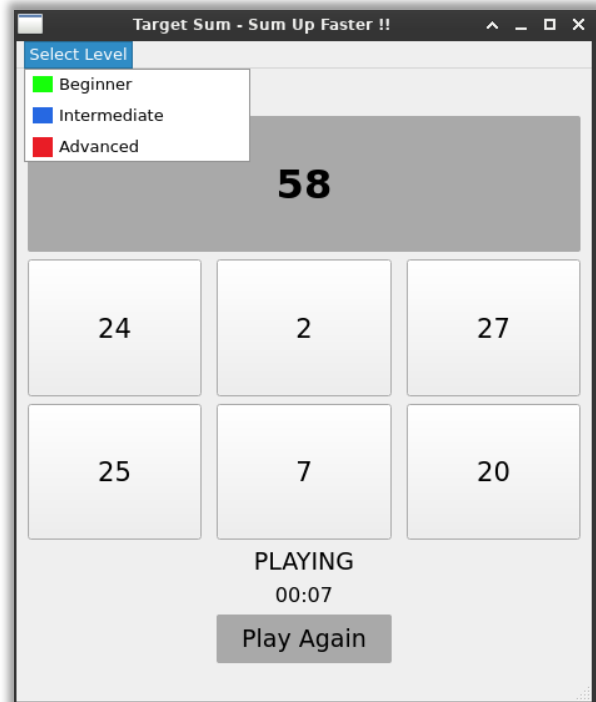 Target Sum - Sum Up Faster !!
Select Level
Beginner
Intermediate
Advanced
58
24 2 27
25 7 20
PLAYING
00:07
Play Again